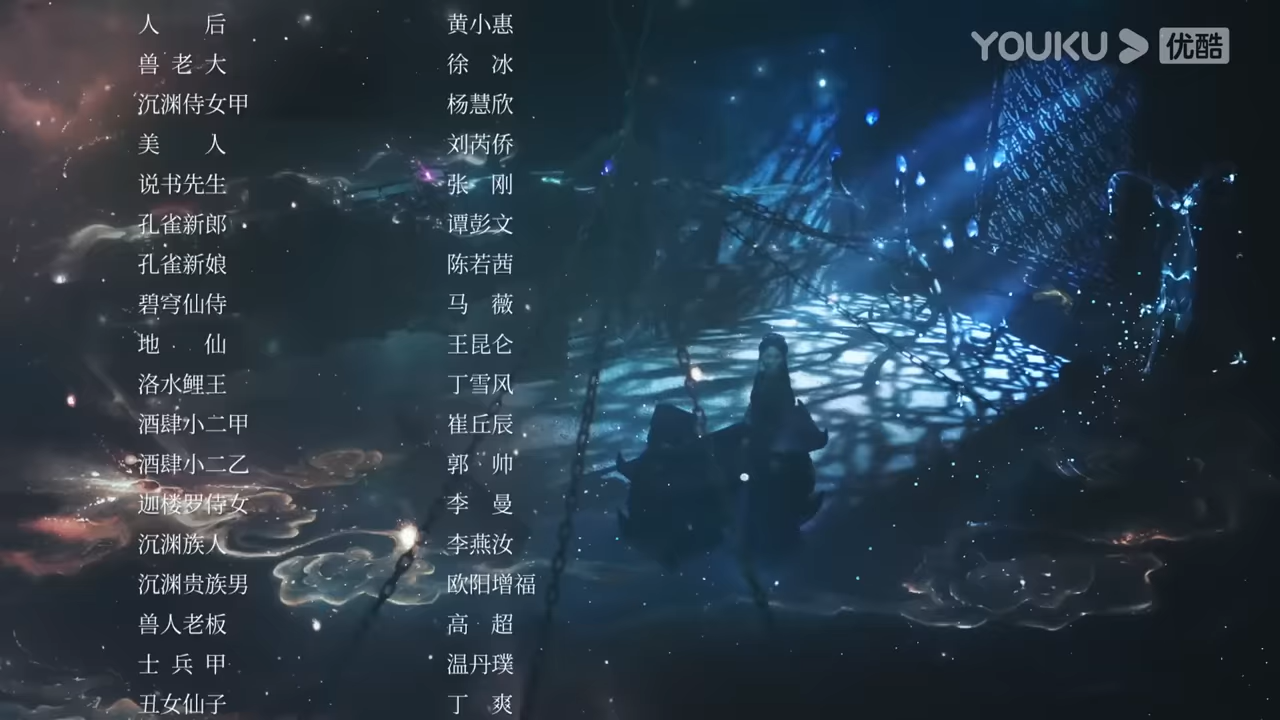 YOUKU 优酷
人 后 黄小惠
兽老大 徐 冰
沉渊侍女甲 杨慧欣
美 人 刘芮侨
说书先生 张 刚
孔雀新郎 谭彭文
孔雀新娘 陈若茜
碧穹仙侍 马 薇
地 仙 王昆仑
洛水鲤王 丁雪风
酒肆小二甲 崔丘辰
酒肆小二乙 郭 帅
迦楼罗侍女 李 曼
沉渊族人 李燕汝
沉渊贵族男 欧阳增福
兽人老板 高 超
士兵甲 温丹璞
丑女仙子 丁 爽